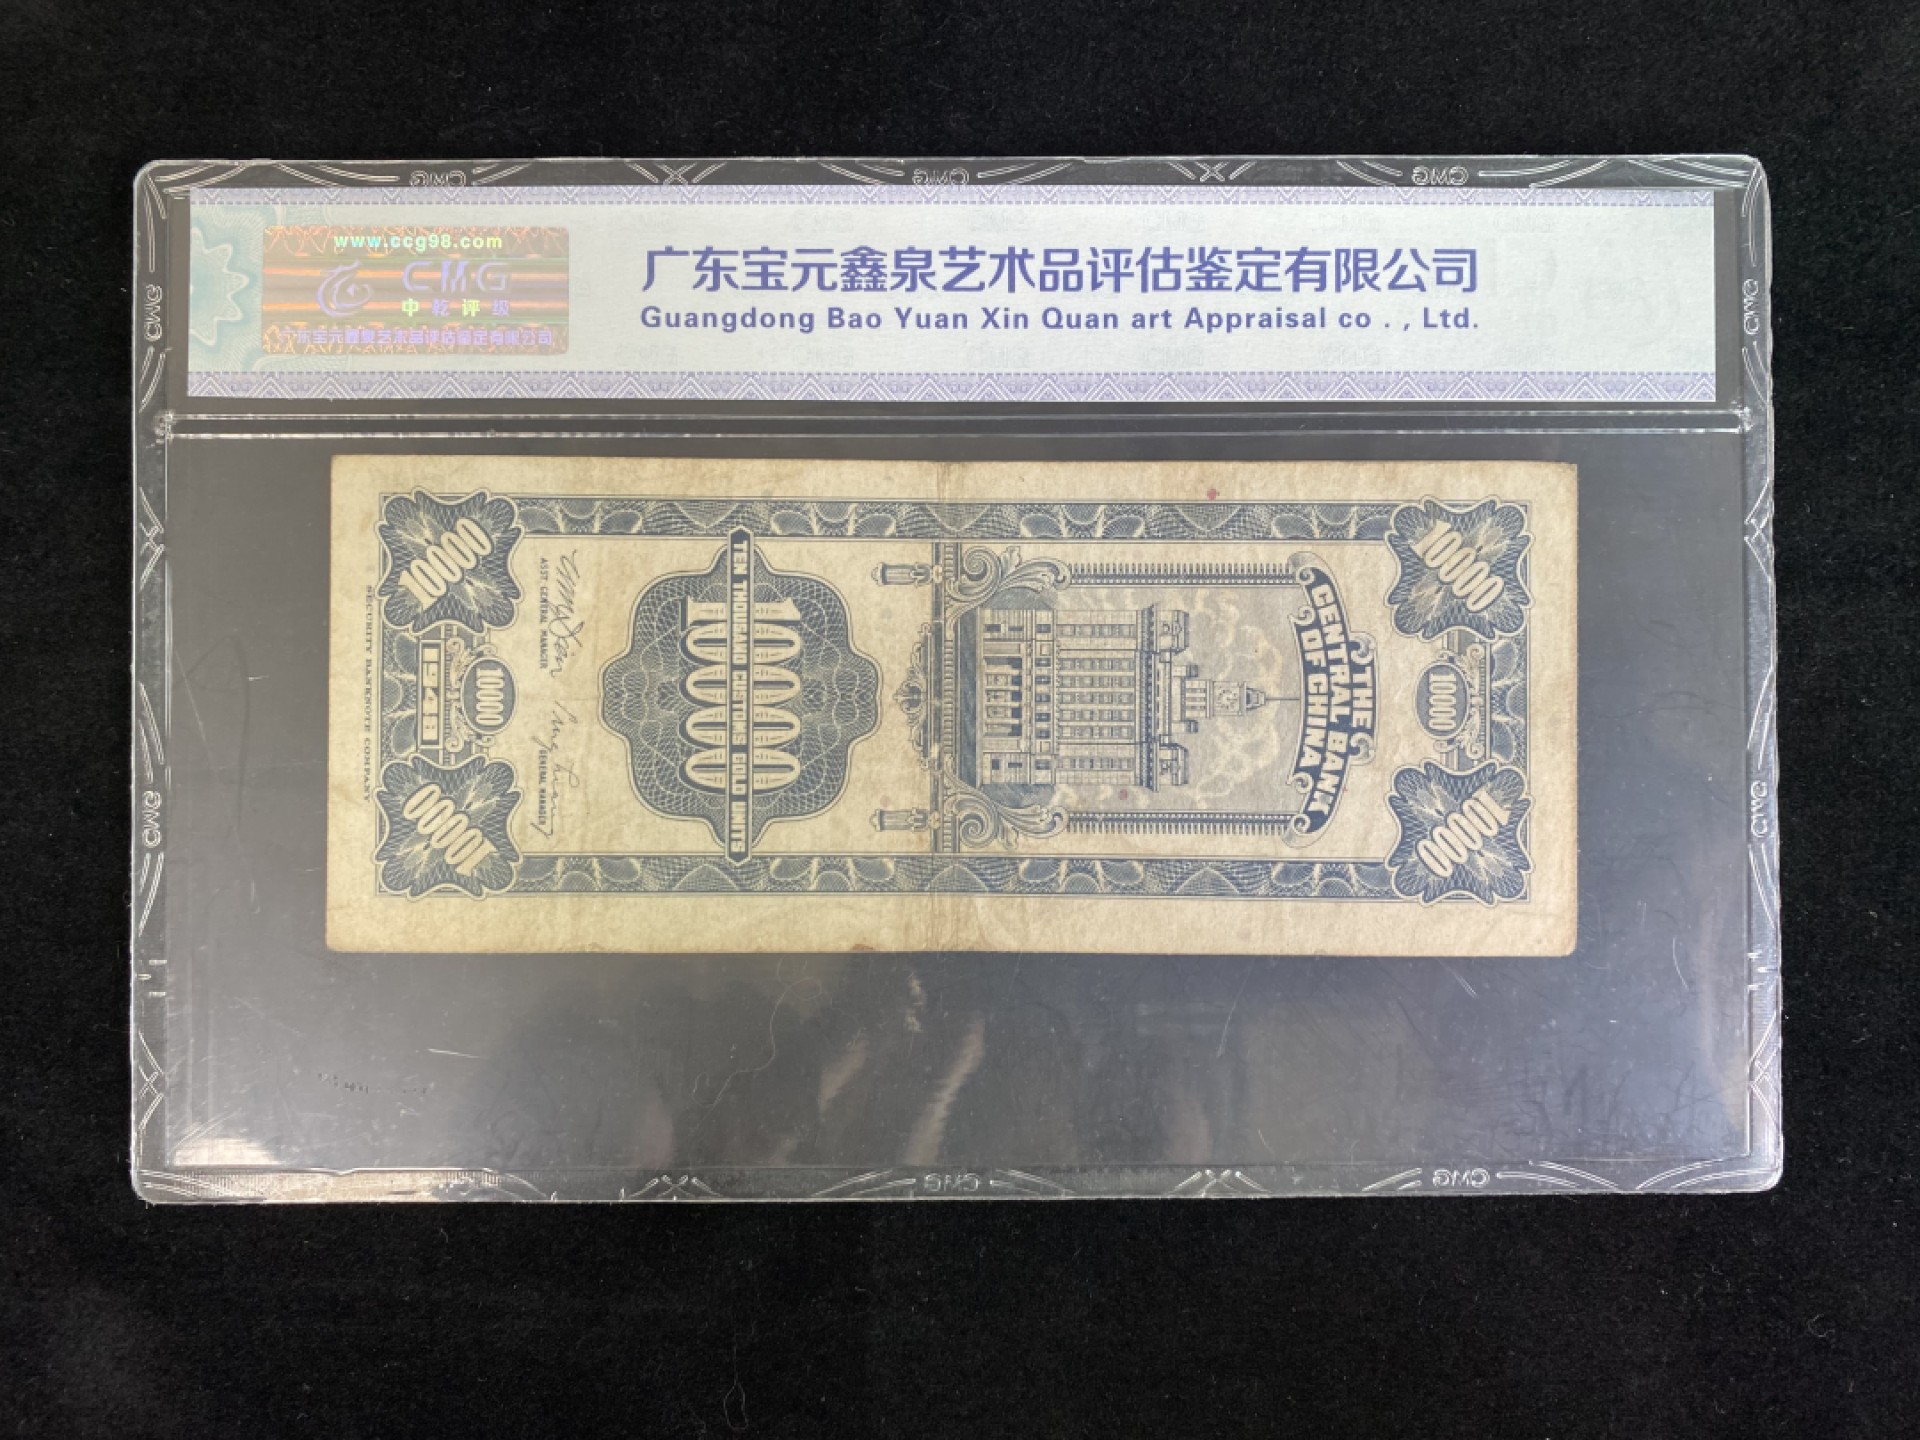 www.ccg98.com
CMG
中乾评级
广东宝元鑫泉艺术品评估鉴定有限公司
广东宝元鑫泉艺术品评估鉴定有限公司
Guangdong Bao Yuan Xin Quan art Appraisal co . , Ltd.
THE
CENTRAL BANK
OF CHINA
10000
10000
10000
10000
TEN THOUSAND CUSTOMS GOLD UNITS
10000
ASST GENERAL MANAGER
GENERAL MANAGER
10000
10000
10000
1948
SECURITY BANKNOTE COMPANY